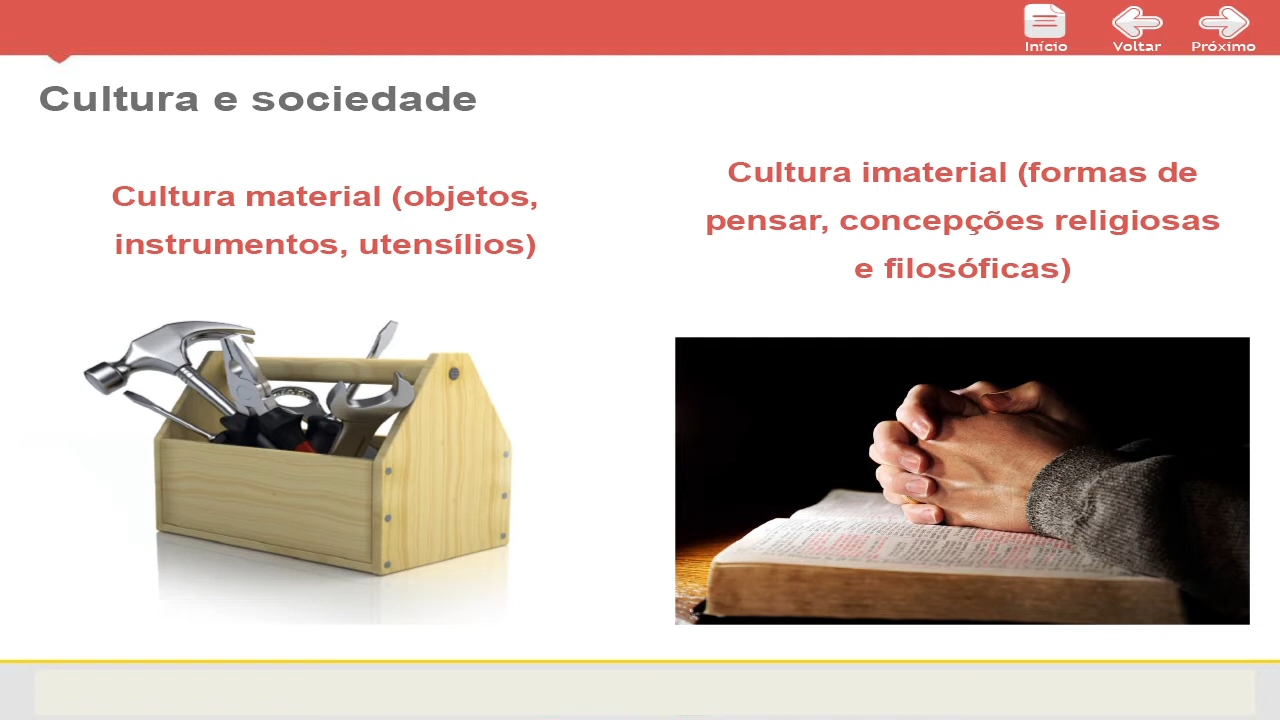 Início
Voltar
Próximo
Cultura e sociedade
Cultura material (objetos,
instrumentos, utensílios)
Cultura imaterial (formas de
pensar, concepções religiosas
e filosóficas)